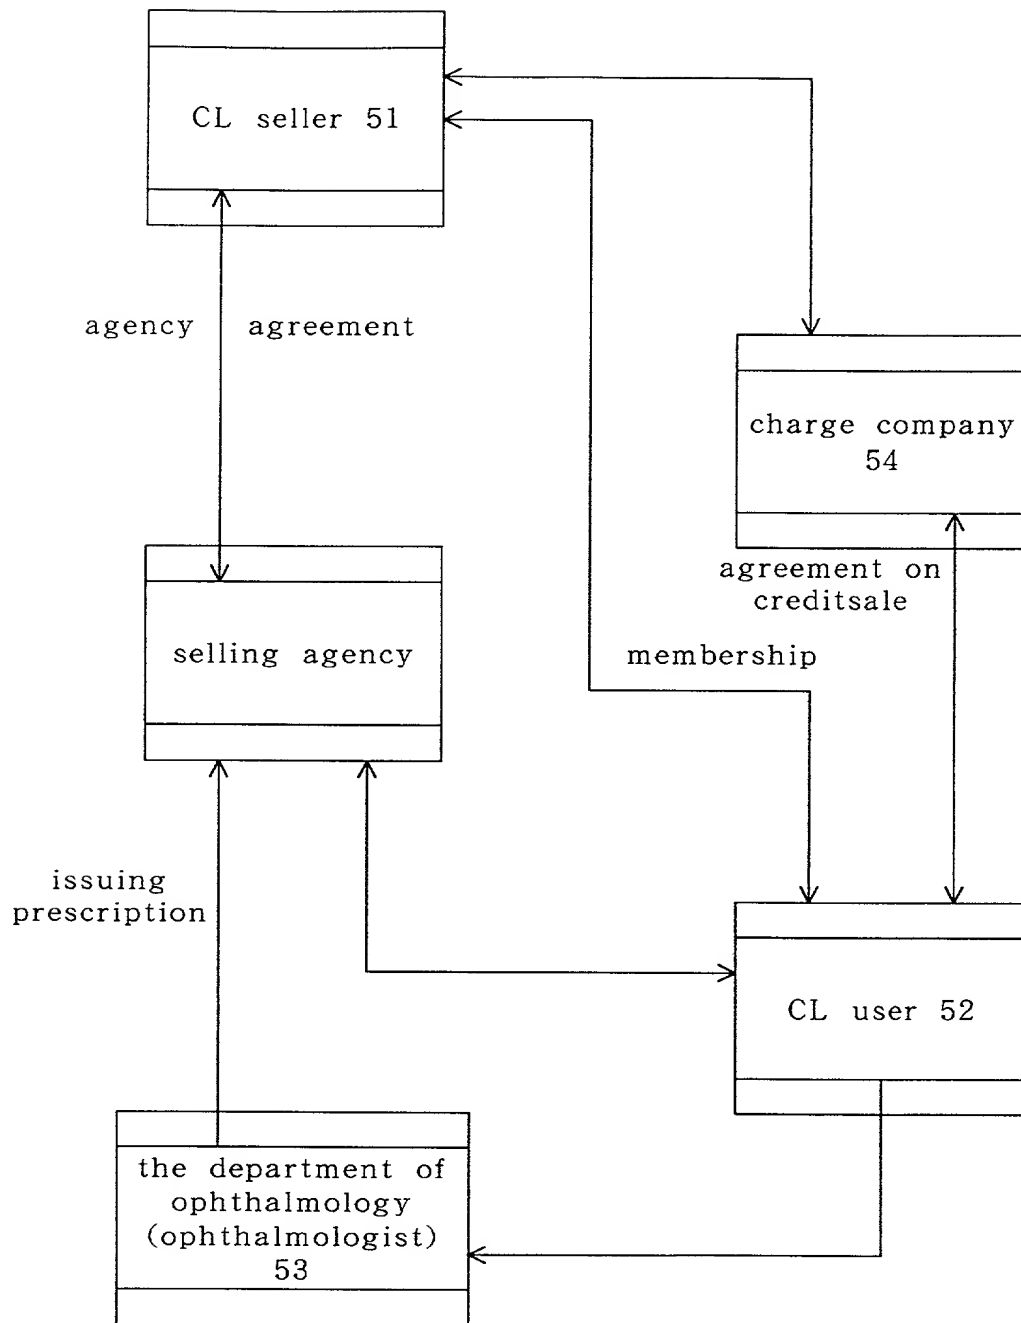 CL seller 51
agency agreement
charge company
54
agreement on
creditsale
selling agency
membership
issuing
prescription
CL user 52
the department of
ophthalmology
(ophthalmologist)
53